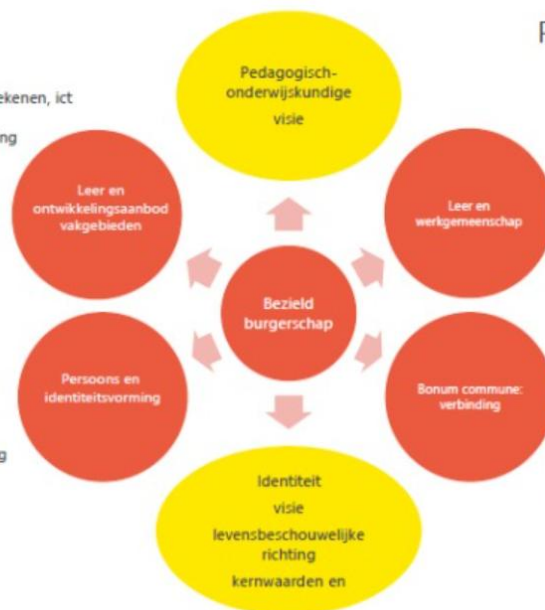 Pedagogisch-
onderwijskundige
visie
ekenen, ict
Leer en
ontwikkelingsaanbod
vakgebieden
Leer en
werkgemeenschap
Bezield
burgerschap
Persoons en
identiteitsvorming
Bonum commune:
verbinding
Identiteit
visie
levensbeschouwelijke
richting
kernwaarden en